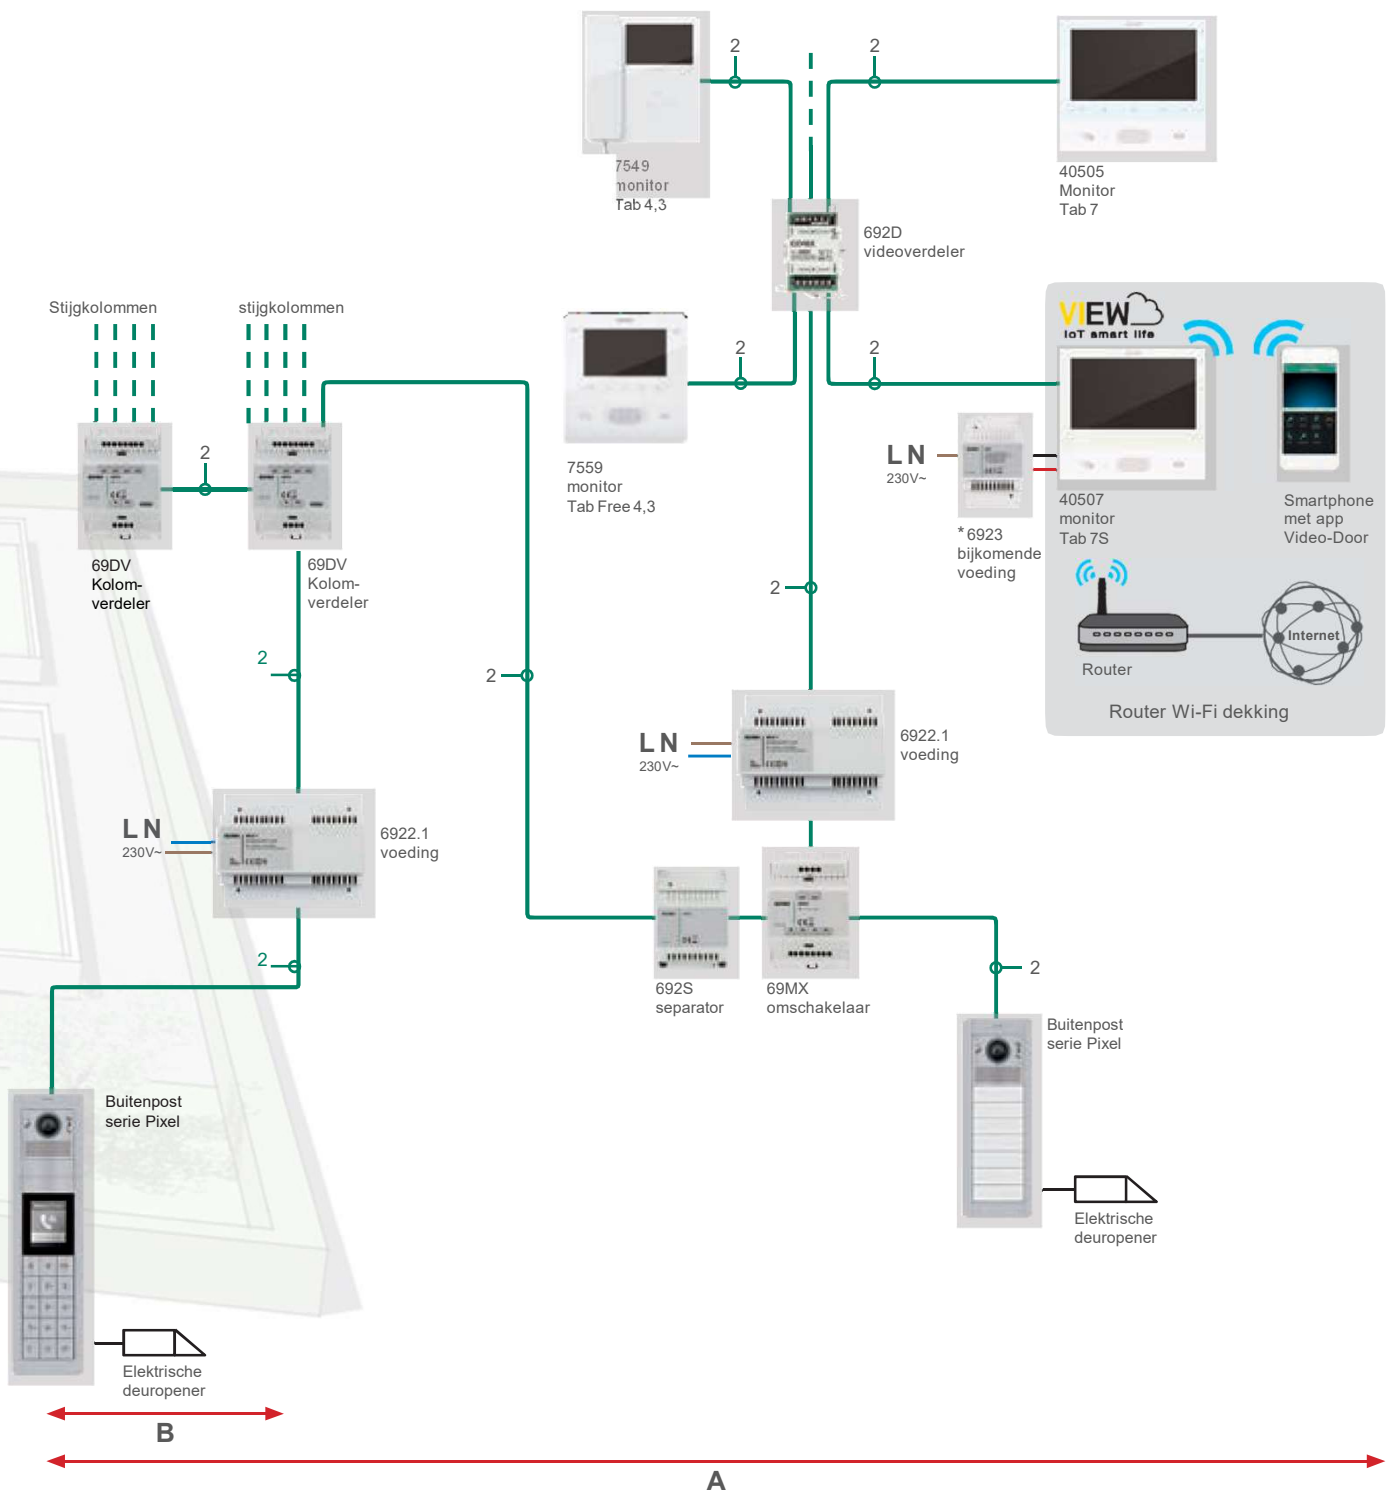 2
2
7549
monitor
Tab 4,3
40505
Monitor
Tab 7
692D
videoverdeler
Stijgkolommen
stijgkolommen
VIEW
IoT smart life
2
2
2
LN
230V~
7559
monitor
Tab Free 4,3
*6923
bijkomende
voeding
40507
monitor
Tab 7S
Smartphone
met app
Video-Door
69DV
Kolom-
verdeler
69DV
Kolom-
verdeler
2
Internet
Router
2
2
Router Wi-Fi dekking
LN
230V~
6922.1
voeding
LN
230V~
6922.1
voeding
2
692S
separator
69MX
omschakelaar
2
Buitenpost
serie Pixel
Buitenpost
serie Pixel
Elektrische
deuropener
Elektrische
deuropener
B
A